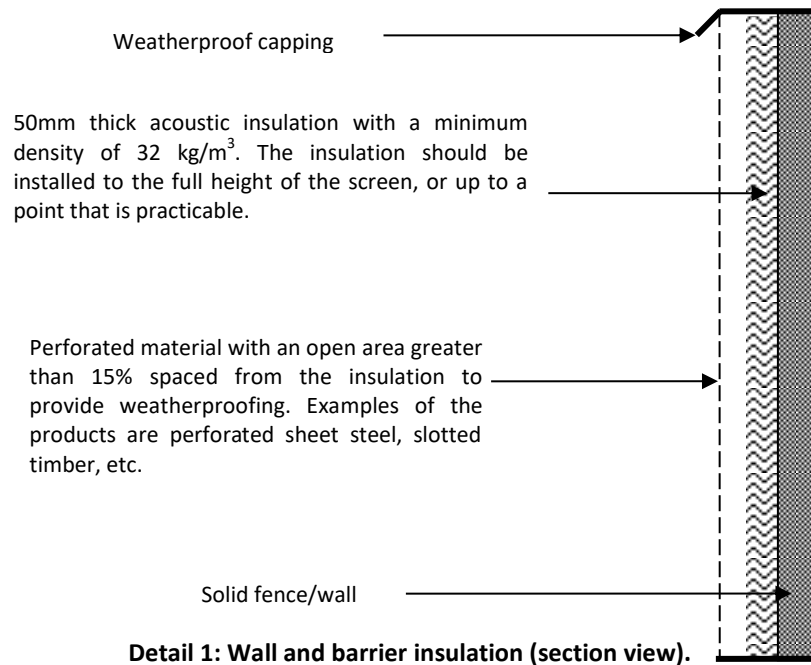 Weatherproof capping
50mm thick acoustic insulation with a minimum
density of 32 kg/m³. The insulation should be
installed to the full height of the screen, or up to a
point that is practicable.
Perforated material with an open area greater
than 15% spaced from the insulation to
provide weatherproofing. Examples of the
products are perforated sheet steel, slotted
timber, etc.
Solid fence/wall
Detail 1: Wall and barrier insulation (section view).